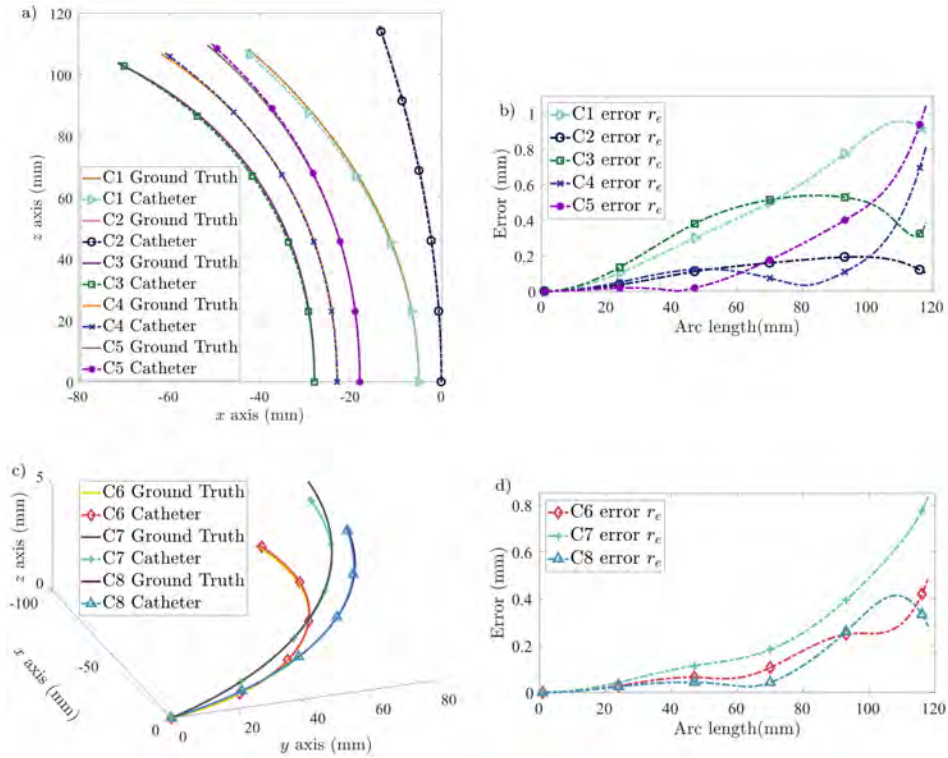 a)
120
100
80
60
40
20
0
z axis (mm)
C1 Ground Truth
C1 Catheter
C2 Ground Truth
C2 Catheter
C3 Ground Truth
C3 Catheter
C4 Ground Truth
C4 Catheter
C5 Ground Truth
C5 Catheter
-80 -60 -40 -20 0
x axis (mm)
b)
1
0.8
0.6
0.4
0.2
0
Error (mm)
C1 error r_e
C2 error r_e
C3 error r_e
C4 error r_e
C5 error r_e
0 20 40 60 80 100 120
Arc length(mm)
c)
5
0
z axis (mm)
C6 Ground Truth
C6 Catheter
C7 Ground Truth
C7 Catheter
C8 Ground Truth
C8 Catheter
-100
-50
0
x axis (mm)
0 20 40 60 80
y axis (mm)
d)
0.8
0.6
0.4
0.2
0
Error (mm)
C6 error r_e
C7 error r_e
C8 error r_e
0 20 40 60 80 100 120
Arc length(mm)